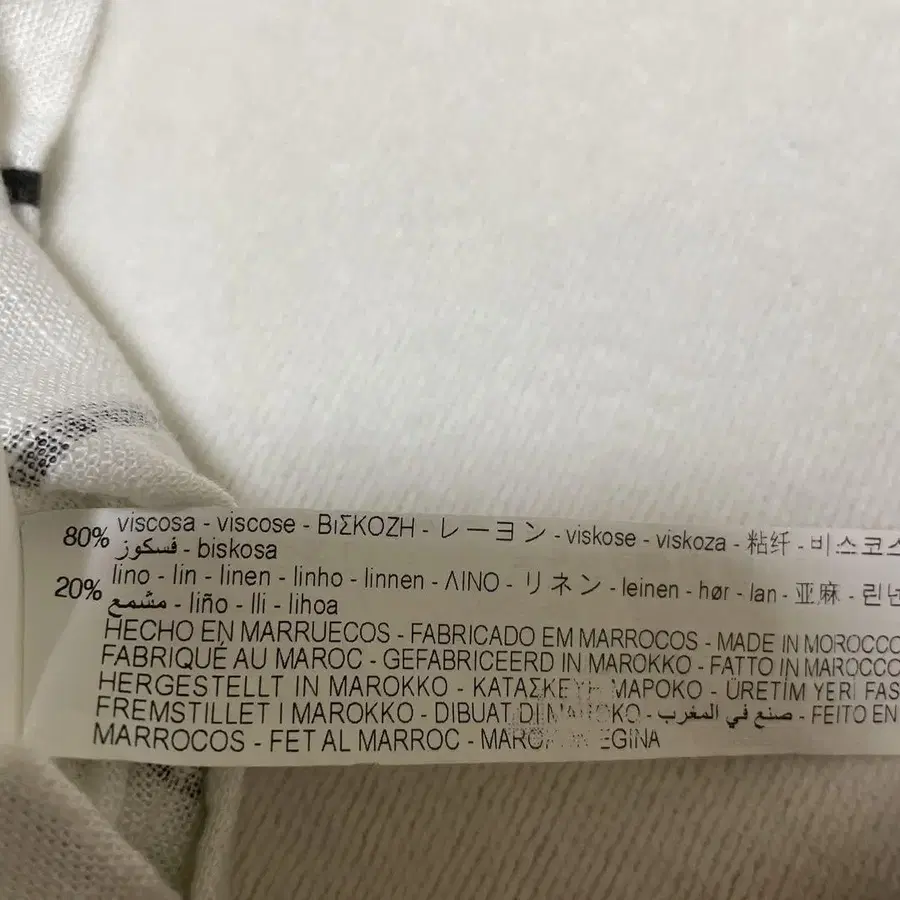 80% viscosa - viscose - ΒιΣΚΟΖΗ - レーヨン - viskose - viskoza - 粘纤 - 비스코스
فسكوز - biskosa
20% lino - lin - linen - linho - linnen - ΛΙΝΟ - リネン - leinen - hør - lan - 亚麻 - 린넨
مشمع - liño - lli - lihoa
HECHO EN MARRUECOS - FABRICADO EM MARROCOS - MADE IN MOROCCO
FABRIQUÉ AU MAROC - GEFABRICEERD IN MAROKKO - FATTO IN MAROCCO
HERGESTELLT IN MAROKKO - ΜΑΡΟΚΟ - ÜRETİM YERİ FAS
FREMSTILLET I MAROKKO - DIBUAT DI - صنع في المغرب - FEITO EN
MARROCOS - FET AL MARROC -